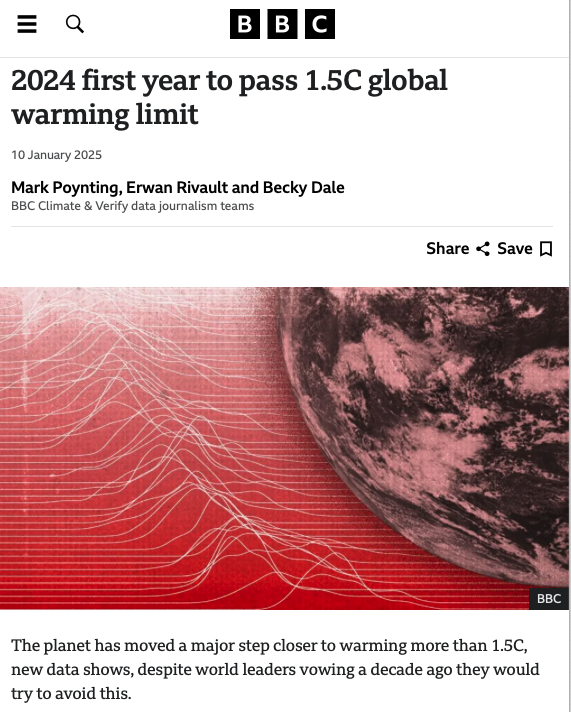 BBC
2024 first year to pass 1.5C global
warming limit
10 January 2025
Mark Poynting, Erwan Rivault and Becky Dale
BBC Climate & Verify data journalism teams
Share Save
BBC
The planet has moved a major step closer to warming more than 1.5C,
new data shows, despite world leaders vowing a decade ago they would
try to avoid this.